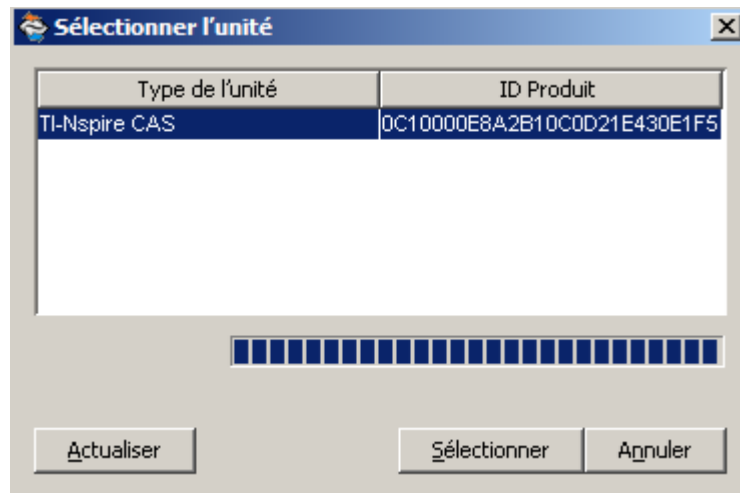 Sélectionner l'unité
Type de l'unité ID Produit
TI-Nspire CAS 0C10000E8A2B10C0D21E430E1F5
Actualiser Sélectionner Annuler